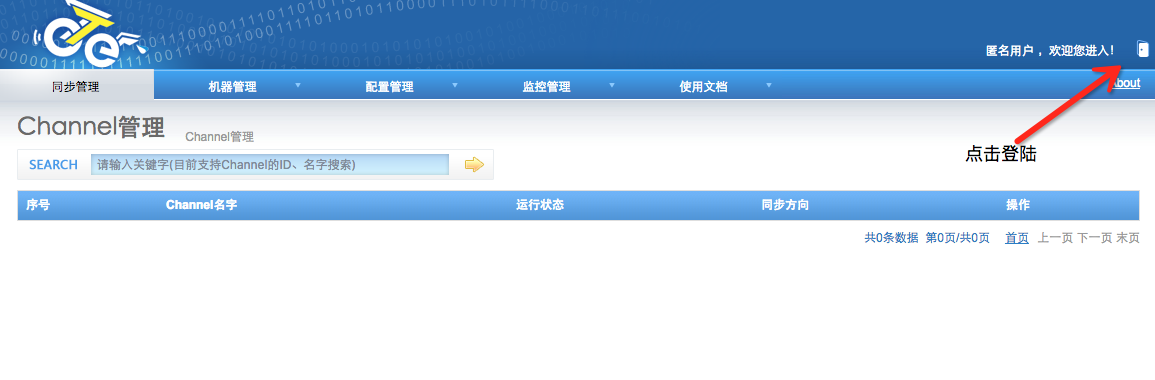 匿名用户，欢迎您进入!
同步管理 机器管理 配置管理 监控管理 使用文档 About
Channel管理 Channel管理
点击登陆
SEARCH 请输入关键字(目前支持Channel的ID、名字搜索)
序号 Channel名字 运行状态 同步方向 操作
共0条数据 第0页/共0页 首页 上一页 下一页 末页